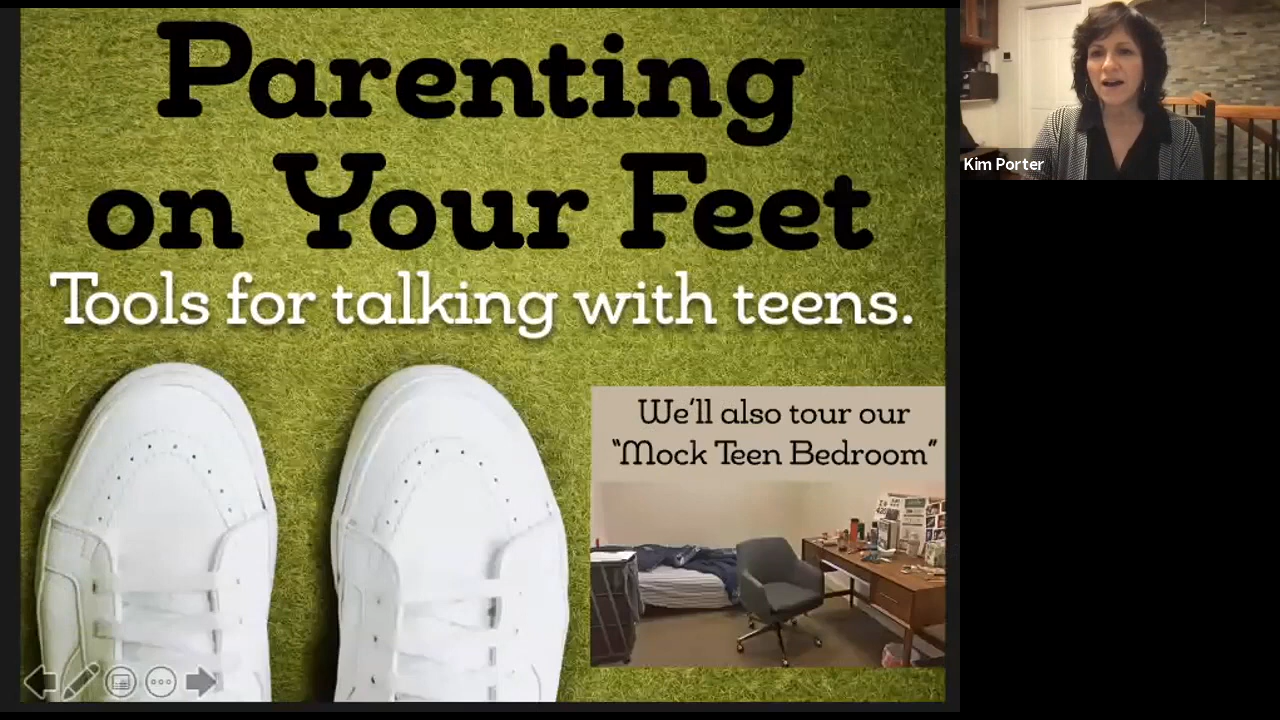 Parenting
on Your Feet
Tools for talking with teens.
We'll also tour our
"Mock Teen Bedroom"
Kim Porter